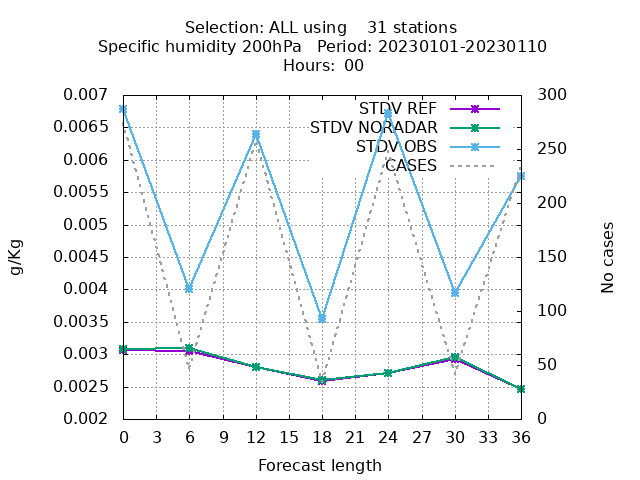 Selection: ALL using    31 stations
Specific humidity 200hPa   Period: 20230101-20230110
Hours: 00
g/Kg
0.007
0.0065
0.006
0.0055
0.005
0.0045
0.004
0.0035
0.003
0.0025
0.002
STDV REF
STDV NORADAR
STDV OBS
CASES
300
250
200
150
100
50
0
No cases
0 3 6 9 12 15 18 21 24 27 30 33 36
Forecast length